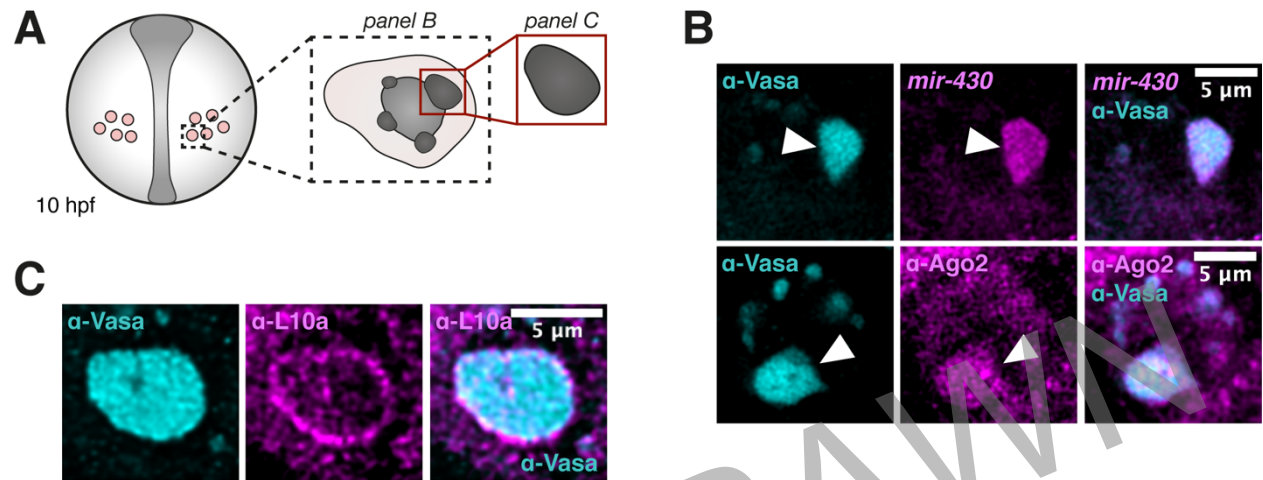 A
panel B
panel C
10 hpf
B
α-Vasa
mir-430
mir-430
α-Vasa
5 µm
α-Vasa
α-Ago2
α-Ago2
α-Vasa
5 µm
C
α-Vasa
α-L10a
α-L10a
5 µm
α-Vasa
AWN